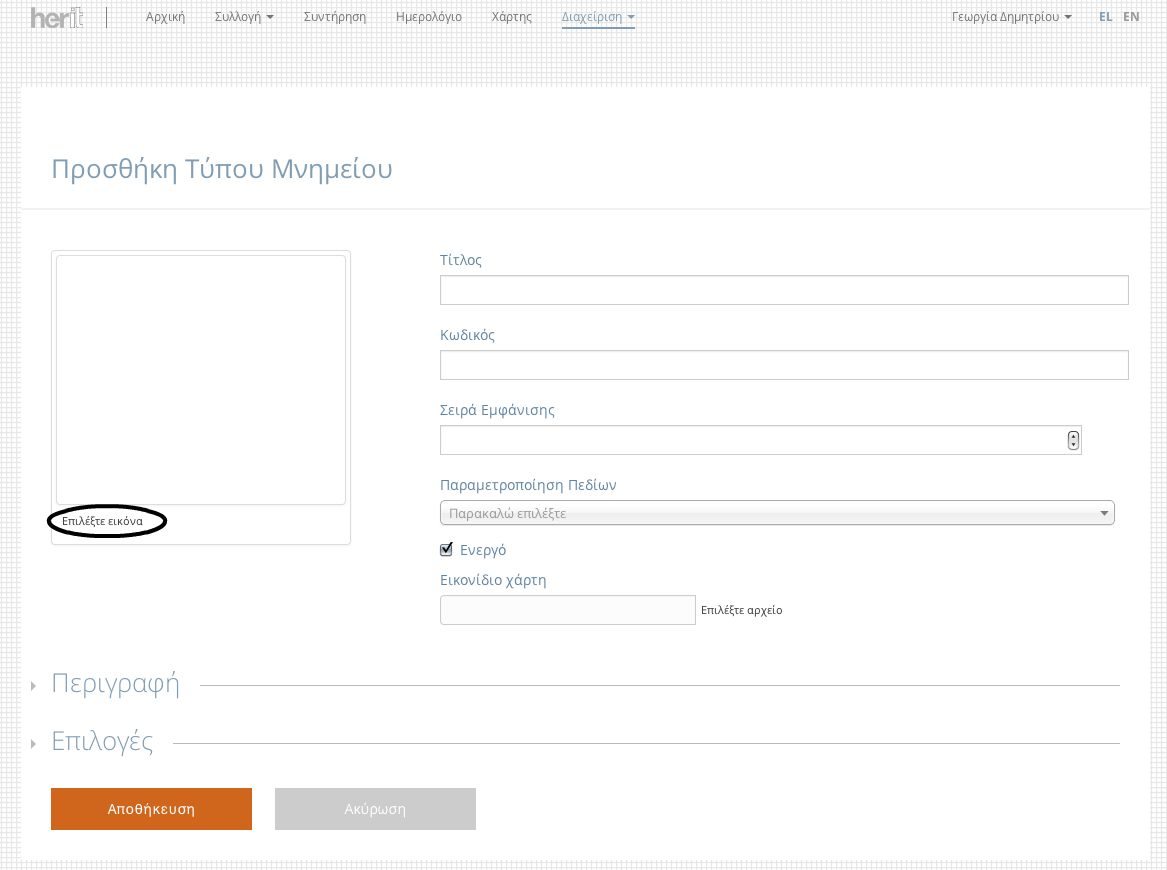 herit Αρχική Συλλογή Συντήρηση Ημερολόγιο Χάρτης Διαχείριση Γεωργία Δημητρίου EL EN
Προσθήκη Τύπου Μνημείου
Επιλέξτε εικόνα
Τίτλος
Κωδικός
Σειρά Εμφάνισης
Παραμετροποίηση Πεδίων
Παρακαλώ επιλέξτε
Ενεργό
Εικονίδιο χάρτη
Επιλέξτε αρχείο
Περιγραφή
Επιλογές
Αποθήκευση Ακύρωση